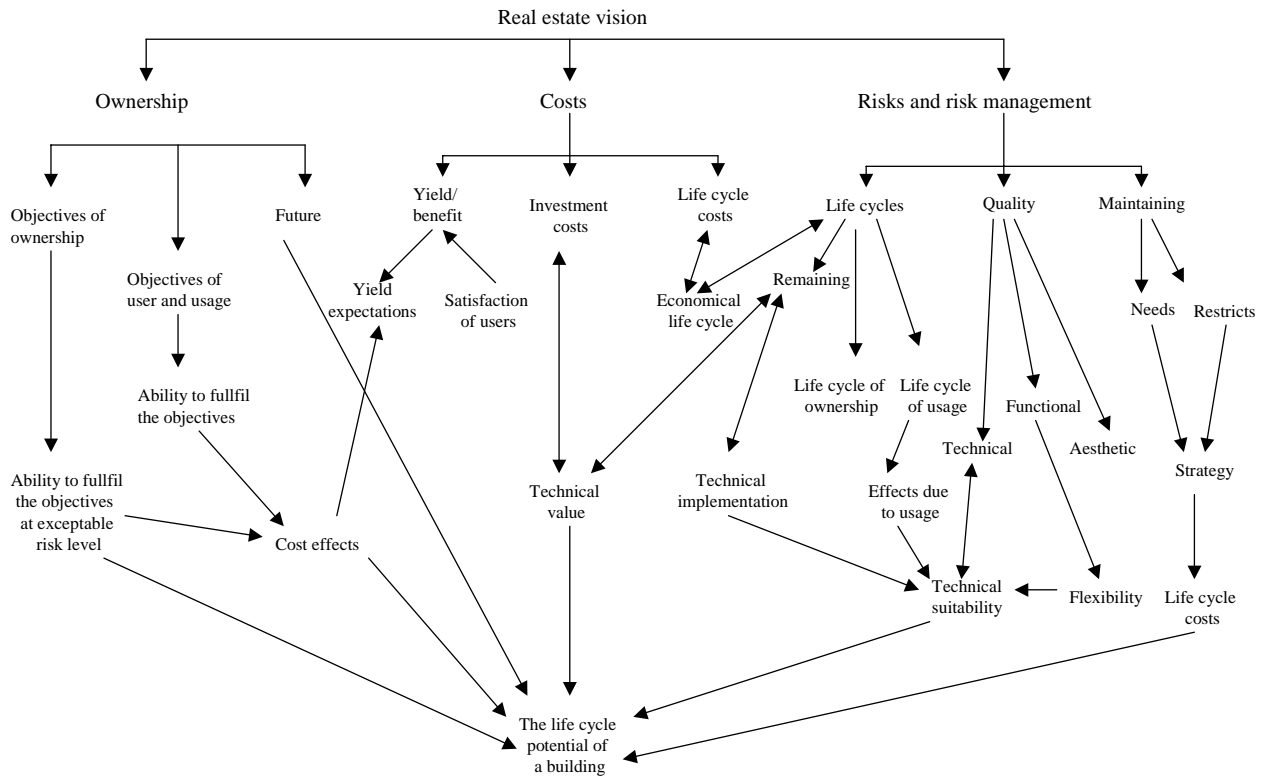 Real estate vision
Ownership
Costs
Risks and risk management
Objectives of
ownership
Future
Yield/
benefit
Investment
costs
Life cycle
costs
Life cycles
Quality
Maintaining
Objectives of
user and usage
Yield
expectations
Satisfaction
of users
Economical
life cycle
Remaining
Needs
Restricts
Ability to fullfil
the objectives
Life cycle of
ownership
Life cycle
of usage
Functional
Technical
Aesthetic
Ability to fullfil
the objectives
at exceptable
risk level
Cost effects
Technical
value
Technical
implementation
Effects due
to usage
Strategy
Technical
suitability
Flexibility
Life cycle
costs
The life cycle
potential of
a building